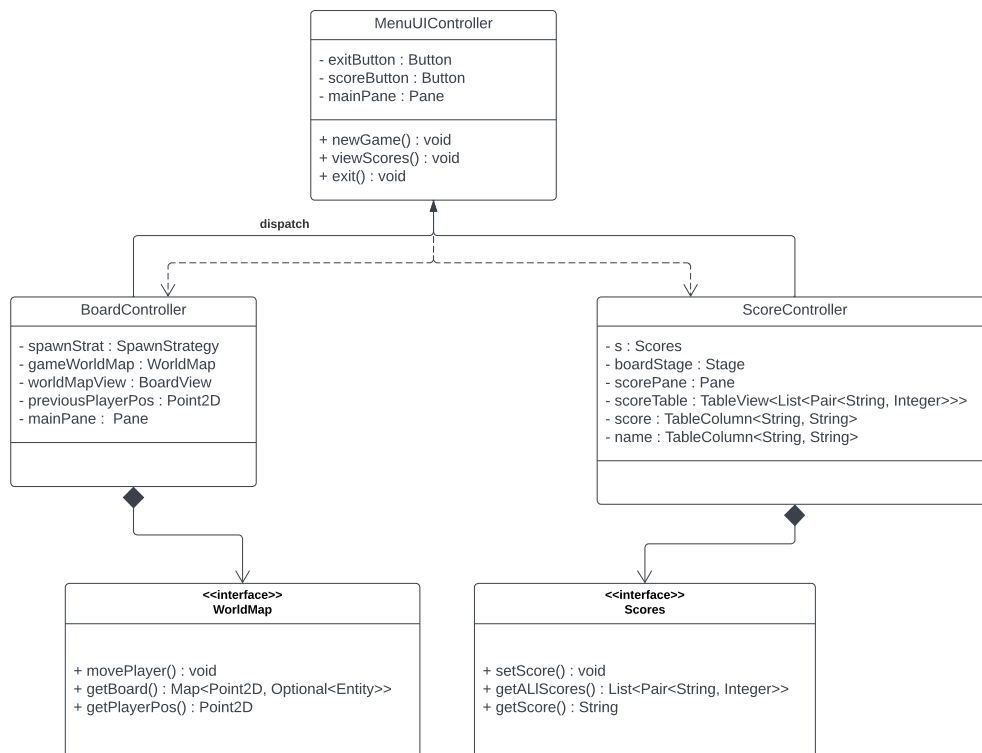 MenuUIController
- exitButton : Button
- scoreButton : Button
- mainPane : Pane
+ newGame() : void
+ viewScores() : void
+ exit() : void
dispatch
BoardController
- spawnStrat : SpawnStrategy
- gameWorldMap : WorldMap
- worldMapView : BoardView
- previousPlayerPos : Point2D
- mainPane :  Pane
ScoreController
- s : Scores
- boardStage : Stage
- scorePane : Pane
- scoreTable : TableView<List<Pair<String, Integer>>>
- score : TableColumn<String, String>
- name : TableColumn<String, String>
<<interface>>
WorldMap
+ movePlayer() : void
+ getBoard() : Map<Point2D, Optional<Entity>>
+ getPlayerPos() : Point2D
<<interface>>
Scores
+ setScore() : void
+ getALlScores() : List<Pair<String, Integer>>
+ getScore() : String